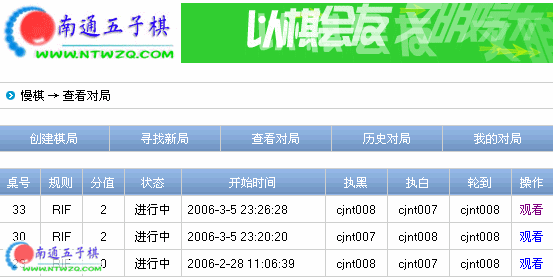 南通五子棋
www.NTWZQ.com
以棋会友
慢棋 → 查看对局
创建棋局 寻找新局 查看对局 历史对局 我的对局
桌号 规则 分值 状态 开始时间 执黑 执白 轮到 操作
33 RIF 2 进行中 2006-3-5 23:26:28 cjnt008 cjnt007 cjnt008 观看
30 RIF 2 进行中 2006-3-5 23:20:20 cjnt008 cjnt007 cjnt008 观看
RIF 2 进行中 2006-2-28 11:06:39 cjnt008 cjnt007 cjnt008 观看
南通五子棋
www.NTWZQ.com